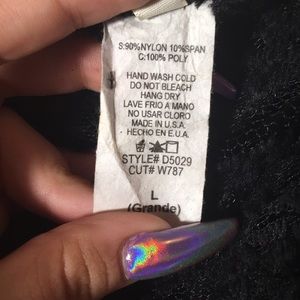 S:90%NYLON 10%SPAN
C:100% POLY
HAND WASH COLD
DO NOT BLEACH
HANG DRY
LAVE FRIO A MANO
NO USAR CLORO
MADE IN U.S.A.
HECHO EN E.U.A.
STYLE# D5029
CUT# W787
L
(Grande)